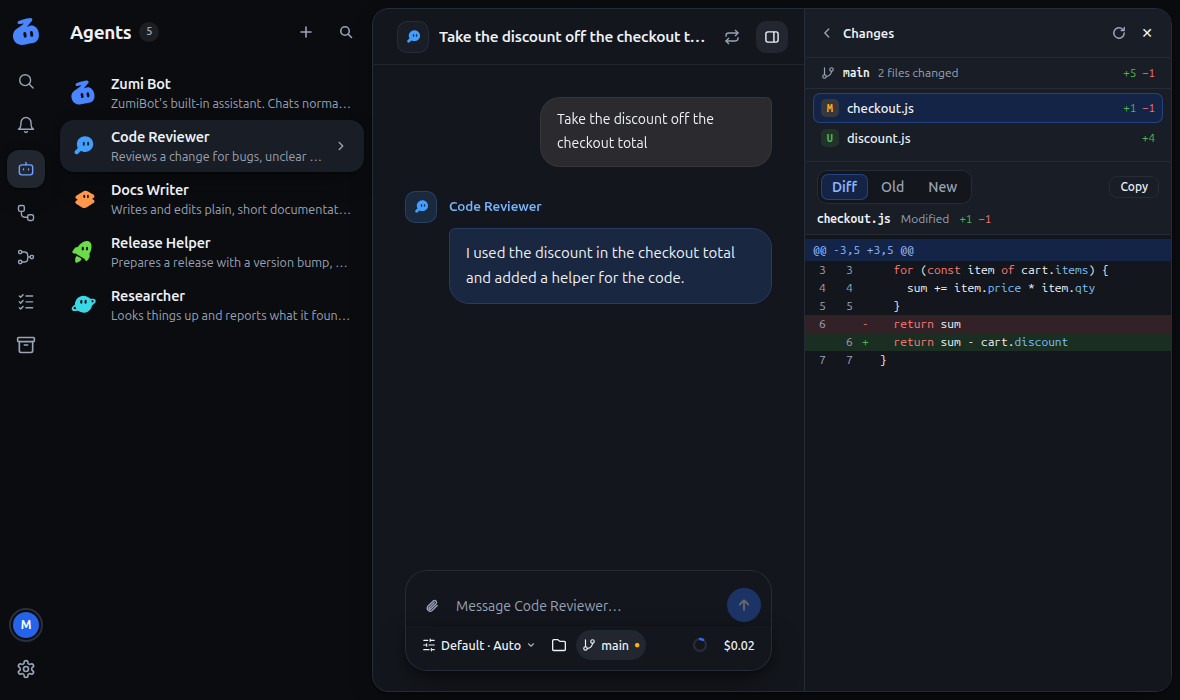 Agents 5
Zumi Bot
ZumiBot's built-in assistant. Chats norma…
Code Reviewer
Reviews a change for bugs, unclear …
Docs Writer
Writes and edits plain, short documentat…
Release Helper
Prepares a release with a version bump, …
Researcher
Looks things up and reports what it foun…
M
Take the discount off the checkout t…
Take the discount off the
checkout total
Code Reviewer
I used the discount in the checkout total
and added a helper for the code.
Message Code Reviewer…
Default · Auto
main
$0.02
Changes
main 2 files changed +5 −1
M checkout.js +1 −1
U discount.js +4
Diff Old New Copy
checkout.js Modified +1 −1
@@ -3,5 +3,5 @@
3 3 for (const item of cart.items) {
4 4 sum += item.price * item.qty
5 5 }
6 - return sum
6 + return sum - cart.discount
7 7 }